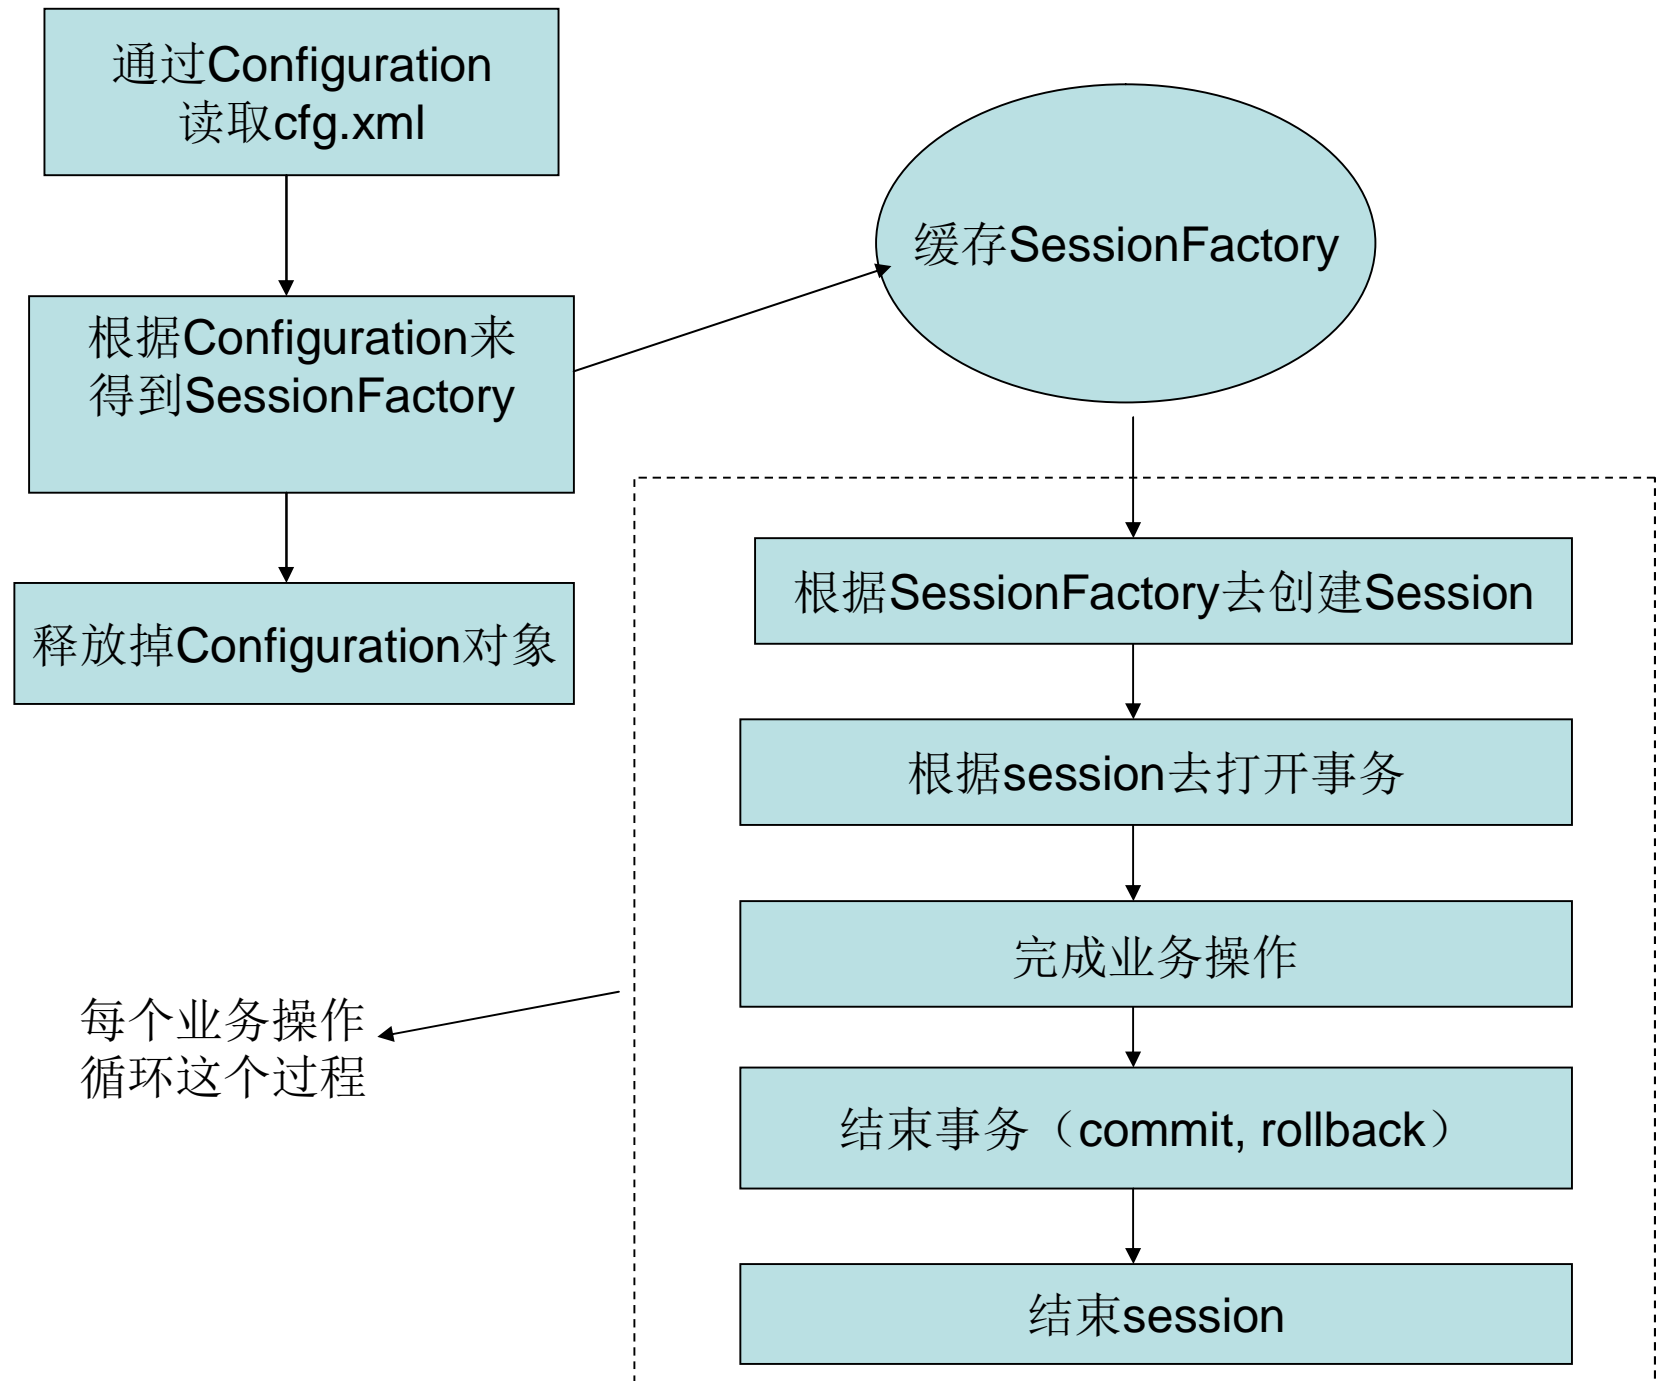 通过Configuration
读取cfg.xml
缓存SessionFactory
根据Configuration来
得到SessionFactory
释放掉Configuration对象
根据SessionFactory去创建Session
根据session去打开事务
完成业务操作
每个业务操作
循环这个过程
结束事务（commit, rollback）
结束session